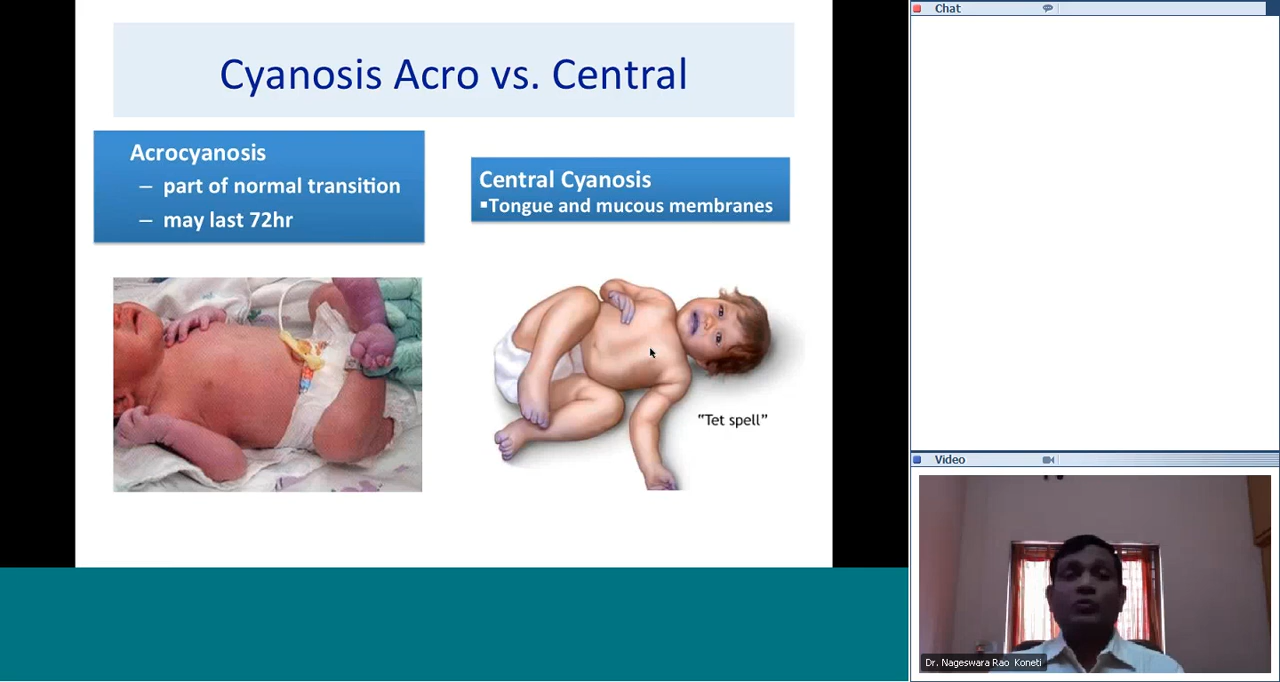 Cyanosis Acro vs. Central
Acrocyanosis
– part of normal transition
– may last 72hr
Central Cyanosis
▪Tongue and mucous membranes
“Tet spell”
Chat
Video
Dr. Nageswara Rao Koneti